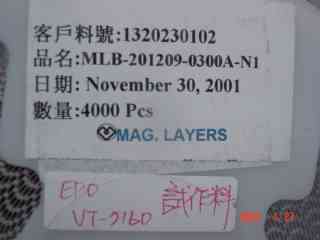 客戶料號:1320230102
品名:MLB-201209-0300A-N1
日期: November 30, 2001
數量:4000 Pcs
MAG. LAYERS
EPO 試作料
VT-2160